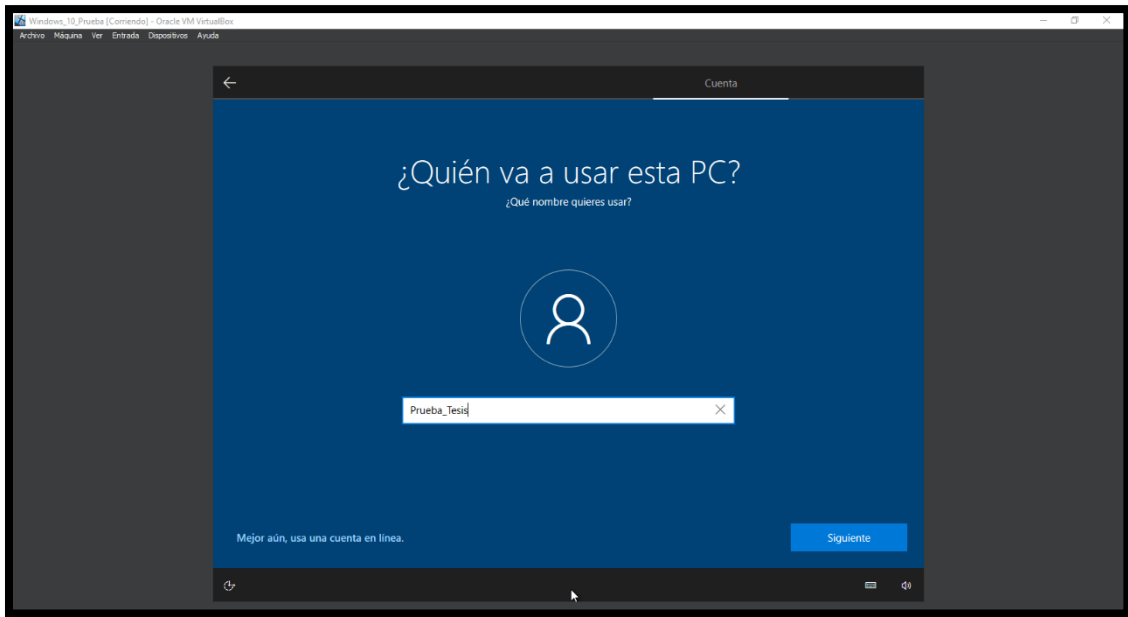 Windows_10_Prueba [Corriendo] - Oracle VM VirtualBox
Archivo Máquina Ver Entrada Dispositivos Ayuda
Cuenta
¿Quién va a usar esta PC?
¿Qué nombre quieres usar?
Prueba_Tesis
Mejor aún, usa una cuenta en línea.
Siguiente